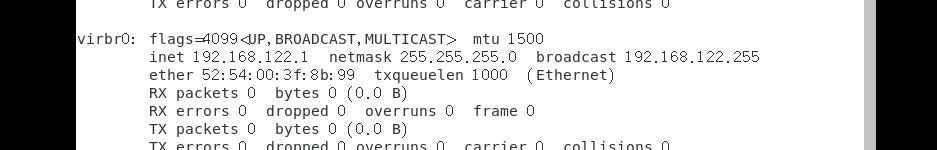 TX errors 0  dropped 0 overruns 0  carrier 0  collisions 0
virbr0: flags=4099<UP,BROADCAST,MULTICAST>  mtu 1500
inet 192.168.122.1  netmask 255.255.255.0  broadcast 192.168.122.255
ether 52:54:00:3f:8b:99  txqueuelen 1000  (Ethernet)
RX packets 0  bytes 0 (0.0 B)
RX errors 0  dropped 0  overruns 0  frame 0
TX packets 0  bytes 0 (0.0 B)
TX errors 0  dropped 0 overruns 0  carrier 0  collisions 0